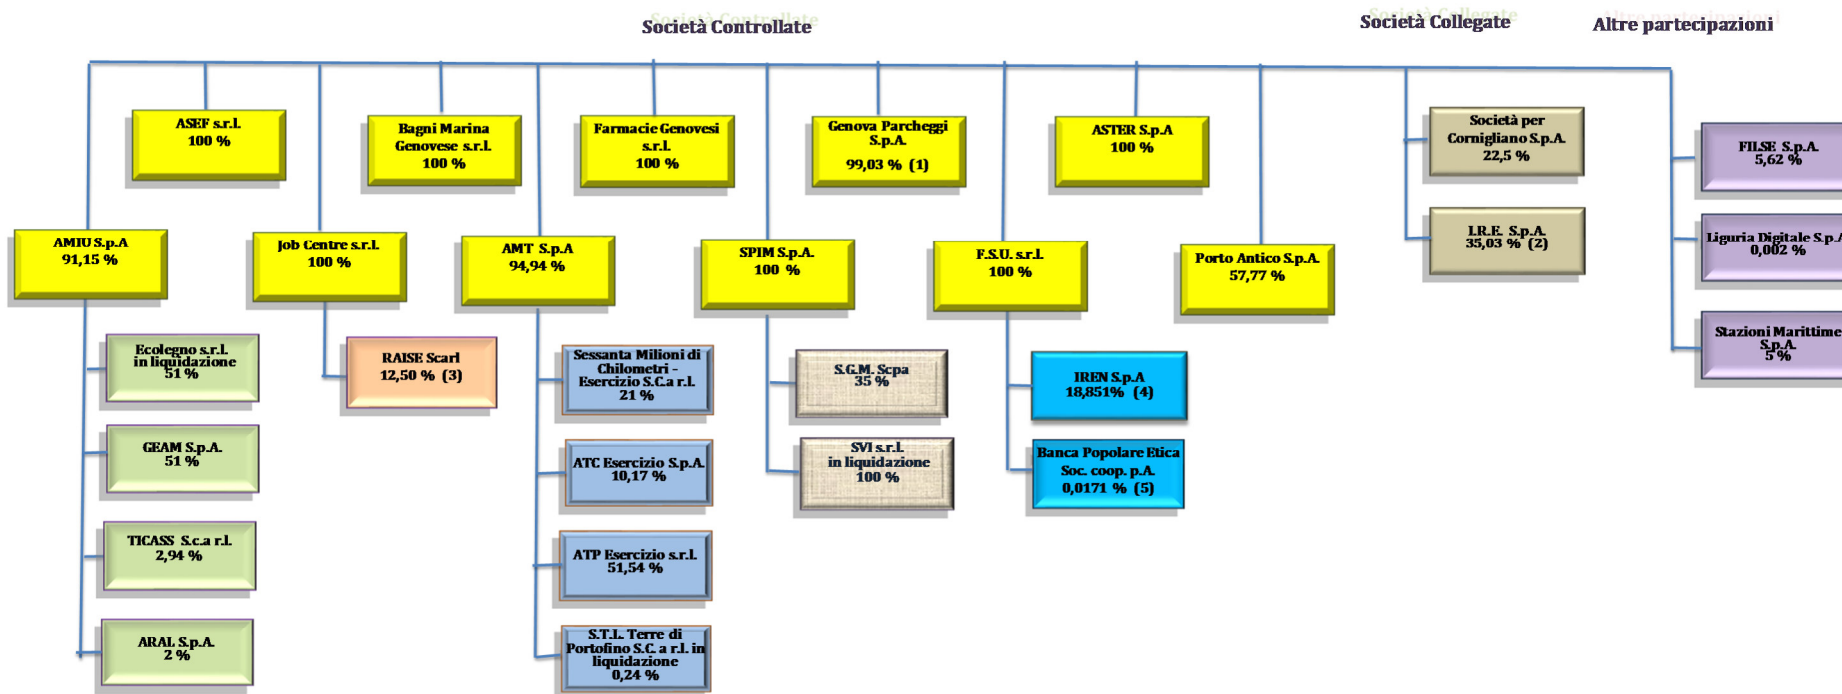 Società Controllate
Società Collegate
Altre partecipazioni
ASEF s.r.l.
100 %
Bagni Marina
Genovese s.r.l.
100 %
Farmacie Genovesi
s.r.l.
100 %
Genova Parcheggi
S.p.A.
99,03 % (1)
ASTER S.p.A
100 %
Società per
Cornigliano S.p.A.
22,5 %
FILSE S.p.A.
5,62 %
AMIU S.p.A
91,15 %
Job Centre s.r.l.
100 %
AMT S.p.A
94,94 %
SPIM S.p.A.
100 %
F.S.U. s.r.l.
100 %
Porto Antico S.p.A.
57,77 %
I.R.E. S.p.A.
35,03 % (2)
Liguria Digitale S.p.A
0,002 %
Stazioni Marittime
S.p.A.
5 %
Ecolegno s.r.l.
in liquidazione
51 %
GEAM S.p.A.
51 %
TICASS S.c.a r.l.
2,94 %
ARAL S.p.A.
2 %
RAISE Scarl
12,50 % (3)
Sessanta Milioni di
Chilometri -
Esercizio S.C.a r.l.
21 %
ATC Esercizio S.p.A.
10,17 %
ATP Esercizio s.r.l.
51,54 %
S.T.L. Terre di
Portofino S.C. a r.l. in
liquidazione
0,24 %
S.G.M. Scpa
35 %
SVI s.r.l.
in liquidazione
100 %
IREN S.p.A
18,851% (4)
Banca Popolare Etica
Soc. coop. p.A.
0,0171 % (5)